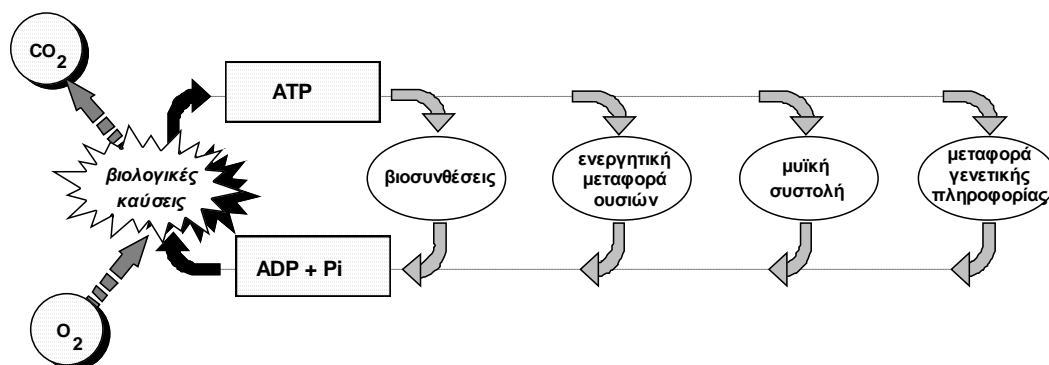 CO2
ATP
βιολογικές
καύσεις
βιοσυνθέσεις
ενεργητική
μεταφορά
ουσιών
μυϊκή
συστολή
μεταφορά
γενετικής
πληροφορίας
ADP + Pi
O2